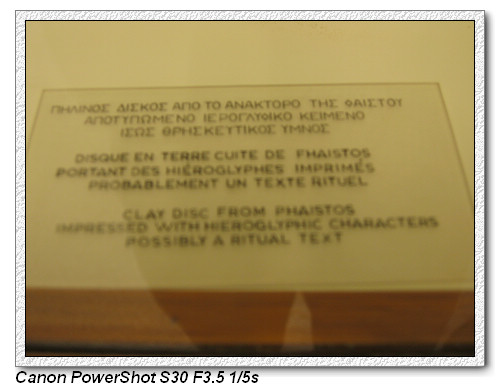 ΠΗΛΙΝΟΣ ΔΙΣΚΟΣ ΑΠΟ ΤΟ ΑΝΑΚΤΟΡΟ ΤΗΣ ΦΑΙΣΤΟΥ
ΑΠΟΤΥΠΩΜΕΝΟ ΙΕΡΟΓΛΥΦΙΚΟ ΚΕΙΜΕΝΟ
ΙΣΩΣ ΘΡΗΣΚΕΥΤΙΚΟΣ ΥΜΝΟΣ
DISQUE EN TERRE CUITE DE FHAISTOS
PORTANT DES HIÉROGLYPHES IMPRIMÉS
PROBABLEMENT UN TEXTE RITUEL
CLAY DISC FROM PHAISTOS
IMPRESSED WITH HIEROGLYPHIC CHARACTERS
POSSIBLY A RITUAL TEXT
Canon PowerShot S30 F3.5 1/5s